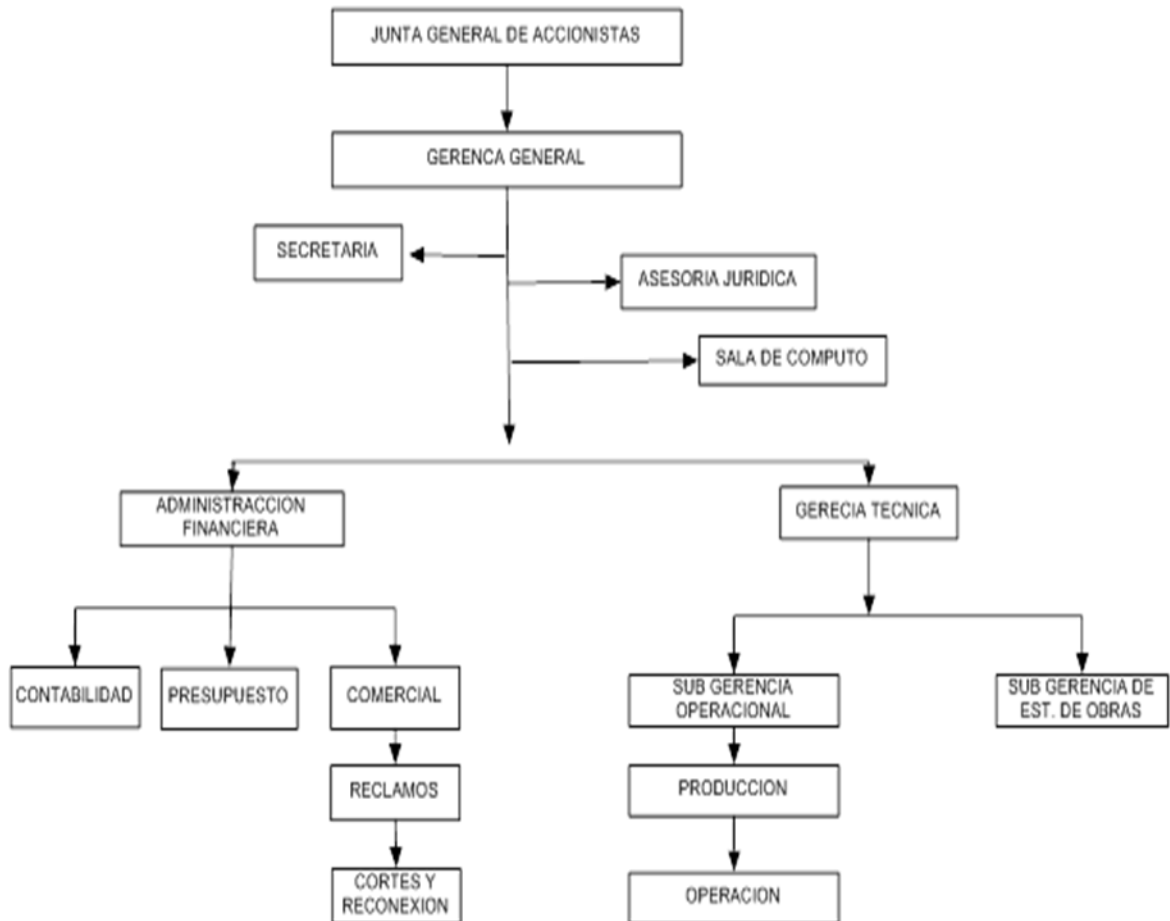 JUNTA GENERAL DE ACCIONISTAS
GERENCA GENERAL
SECRETARIA
ASESORIA JURIDICA
SALA DE COMPUTO
ADMINISTRACCION
FINANCIERA
GERECIA TECNICA
CONTABILIDAD
PRESUPUESTO
COMERCIAL
SUB GERENCIA
OPERACIONAL
SUB GERENCIA DE
EST. DE OBRAS
RECLAMOS
PRODUCCION
CORTES Y
RECONEXION
OPERACION